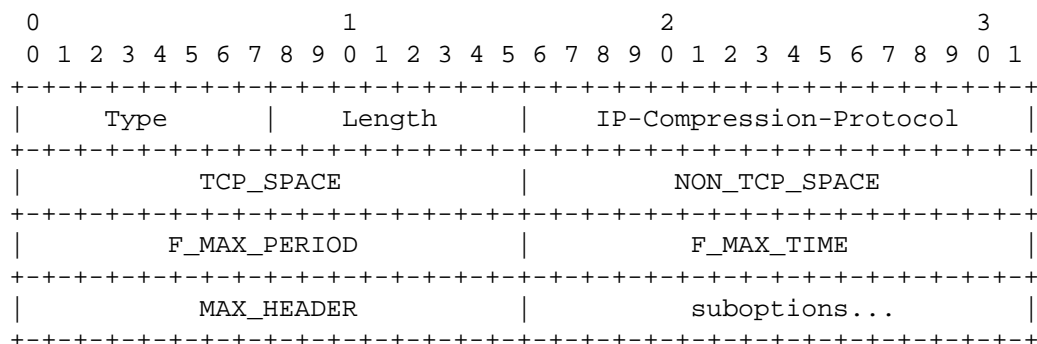 0                   1                   2                   3
 0 1 2 3 4 5 6 7 8 9 0 1 2 3 4 5 6 7 8 9 0 1 2 3 4 5 6 7 8 9 0 1
+-+-+-+-+-+-+-+-+-+-+-+-+-+-+-+-+-+-+-+-+-+-+-+-+-+-+-+-+-+-+-+-+
|     Type      |    Length     |    IP-Compression-Protocol    |
+-+-+-+-+-+-+-+-+-+-+-+-+-+-+-+-+-+-+-+-+-+-+-+-+-+-+-+-+-+-+-+-+
|           TCP_SPACE           |         NON_TCP_SPACE         |
+-+-+-+-+-+-+-+-+-+-+-+-+-+-+-+-+-+-+-+-+-+-+-+-+-+-+-+-+-+-+-+-+
|         F_MAX_PERIOD          |          F_MAX_TIME           |
+-+-+-+-+-+-+-+-+-+-+-+-+-+-+-+-+-+-+-+-+-+-+-+-+-+-+-+-+-+-+-+-+
|           MAX_HEADER          |          suboptions...        |
+-+-+-+-+-+-+-+-+-+-+-+-+-+-+-+-+-+-+-+-+-+-+-+-+-+-+-+-+-+-+-+-+